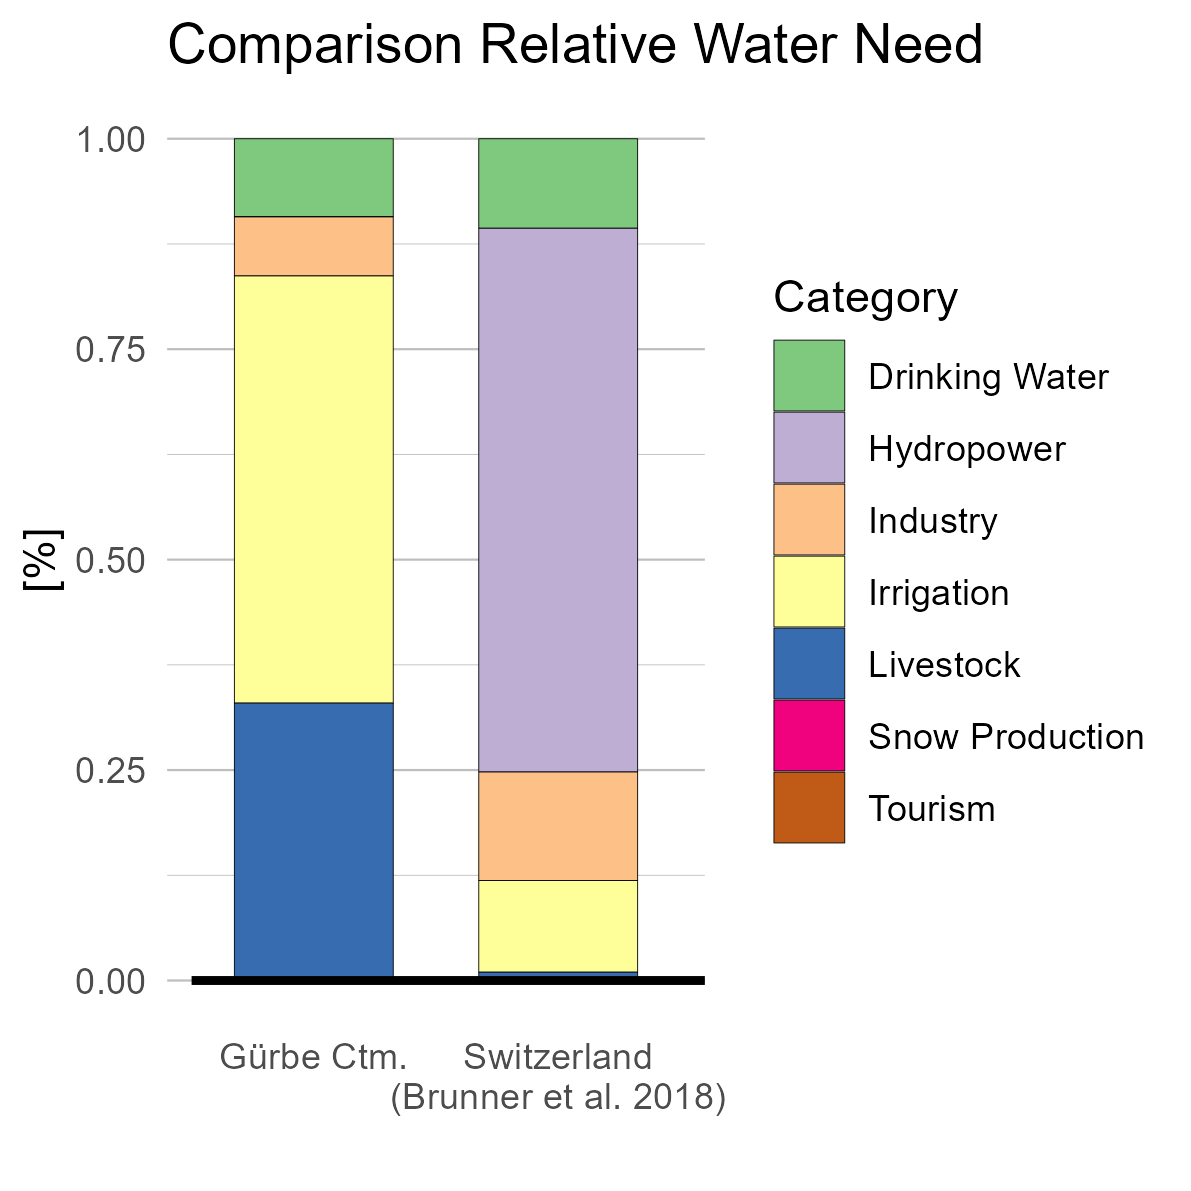 Comparison Relative Water Need
1.00
0.75
0.50
0.25
0.00
[%]
Gürbe Ctm.
Switzerland
(Brunner et al. 2018)
Category
Drinking Water
Hydropower
Industry
Irrigation
Livestock
Snow Production
Tourism